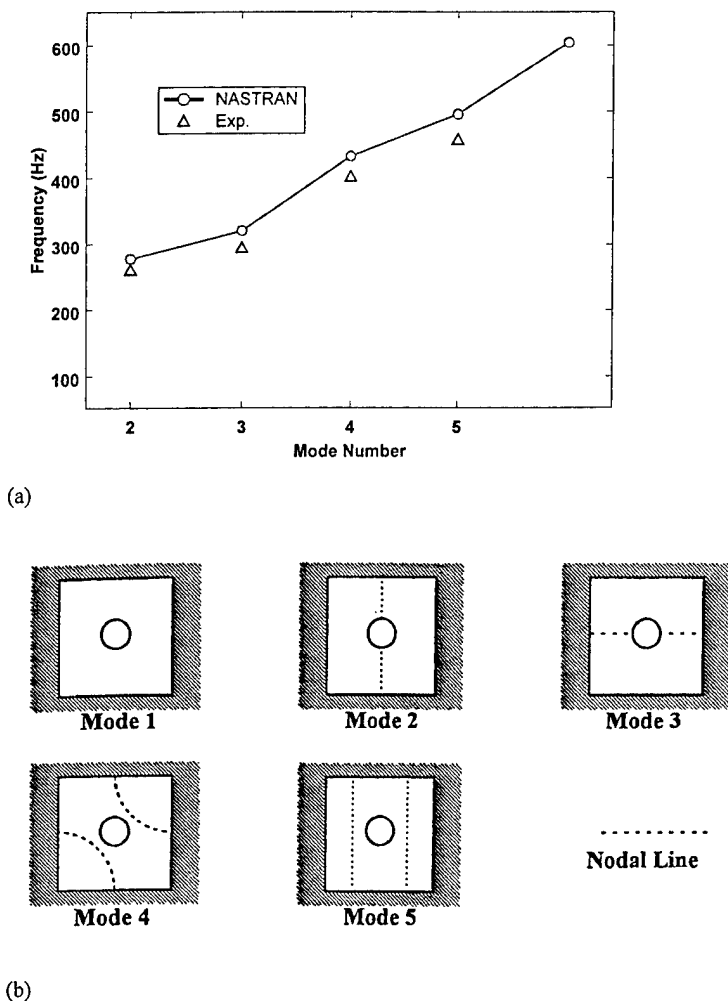 600
500
400
300
200
100
Frequency (Hz)
NASTRAN
Exp.
2 3 4 5
Mode Number
(a)
Mode 1 Mode 2 Mode 3
Mode 4 Mode 5
Nodal Line
(b)